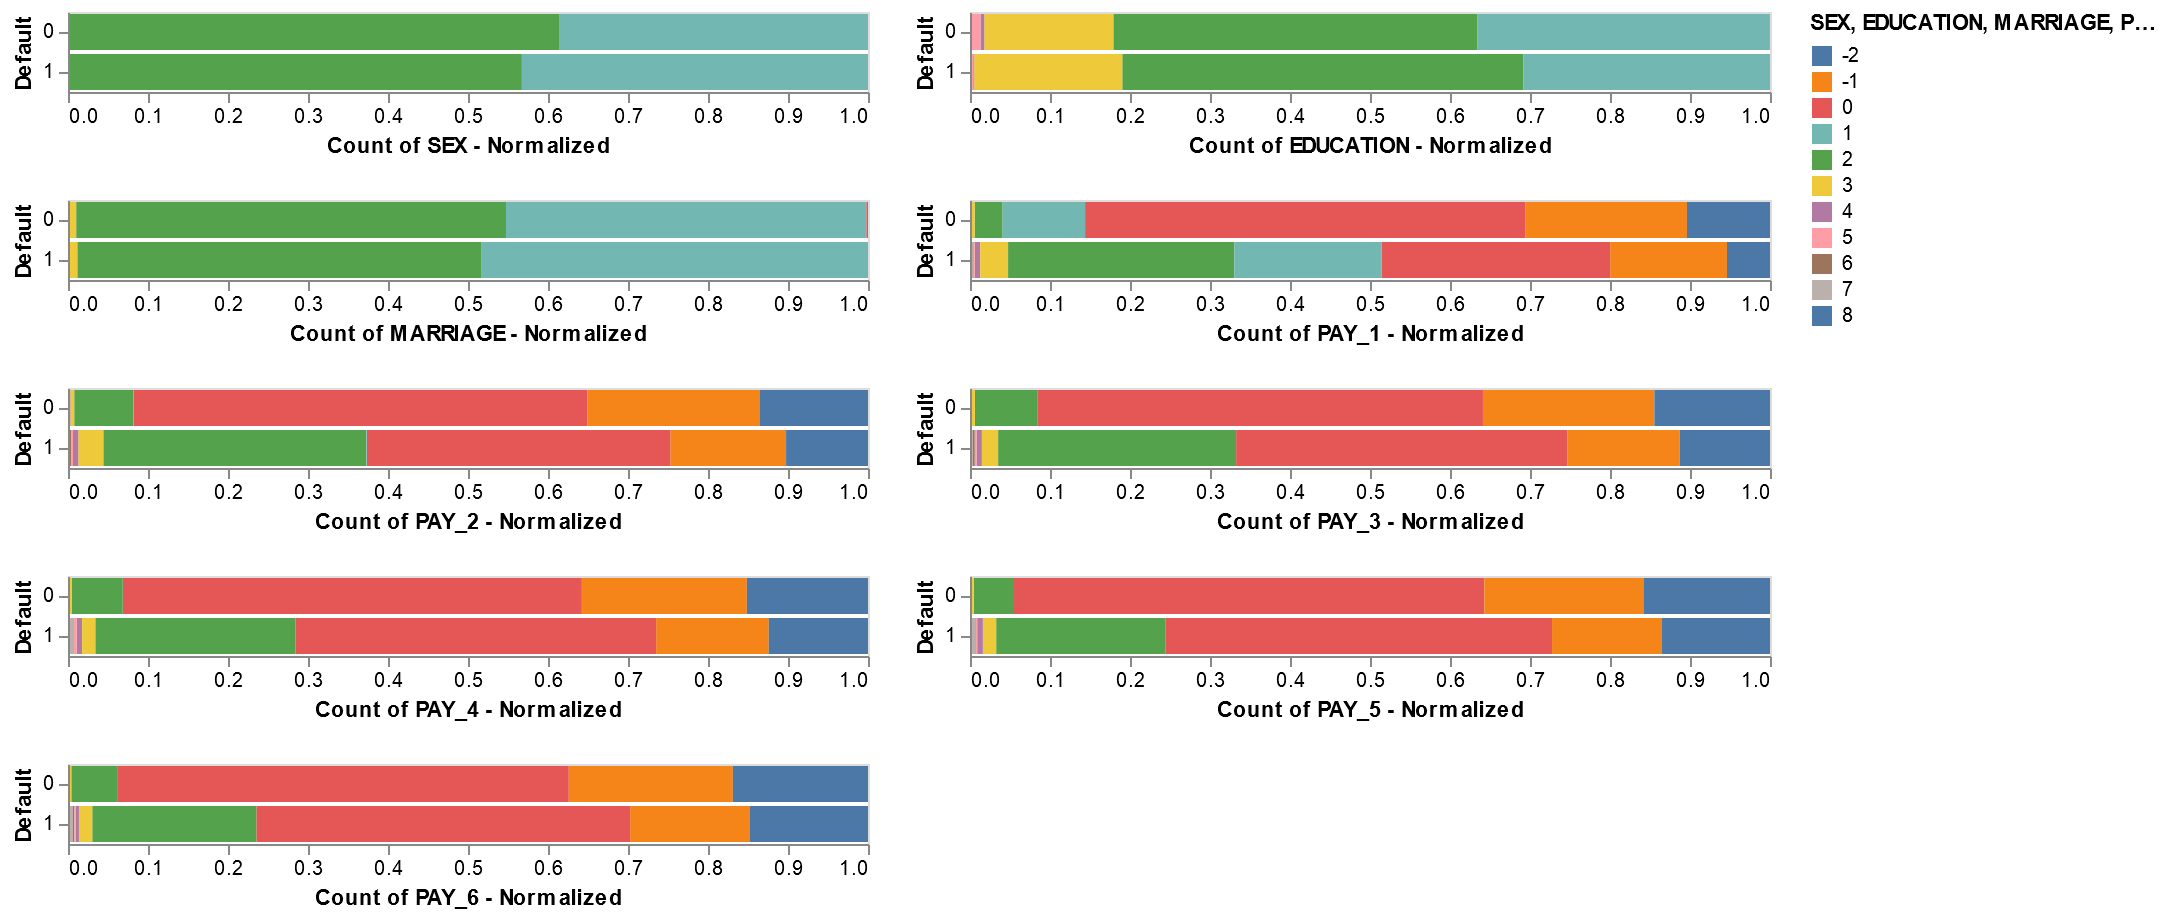 Default
0
1
0.0 0.1 0.2 0.3 0.4 0.5 0.6 0.7 0.8 0.9 1.0
Count of SEX - Normalized
Default
0
1
0.0 0.1 0.2 0.3 0.4 0.5 0.6 0.7 0.8 0.9 1.0
Count of EDUCATION - Normalized
Default
0
1
0.0 0.1 0.2 0.3 0.4 0.5 0.6 0.7 0.8 0.9 1.0
Count of MARRIAGE - Normalized
Default
0
1
0.0 0.1 0.2 0.3 0.4 0.5 0.6 0.7 0.8 0.9 1.0
Count of PAY_1 - Normalized
Default
0
1
0.0 0.1 0.2 0.3 0.4 0.5 0.6 0.7 0.8 0.9 1.0
Count of PAY_2 - Normalized
Default
0
1
0.0 0.1 0.2 0.3 0.4 0.5 0.6 0.7 0.8 0.9 1.0
Count of PAY_3 - Normalized
Default
0
1
0.0 0.1 0.2 0.3 0.4 0.5 0.6 0.7 0.8 0.9 1.0
Count of PAY_4 - Normalized
Default
0
1
0.0 0.1 0.2 0.3 0.4 0.5 0.6 0.7 0.8 0.9 1.0
Count of PAY_5 - Normalized
Default
0
1
0.0 0.1 0.2 0.3 0.4 0.5 0.6 0.7 0.8 0.9 1.0
Count of PAY_6 - Normalized
SEX, EDUCATION, MARRIAGE, P…
-2
-1
0
1
2
3
4
5
6
7
8